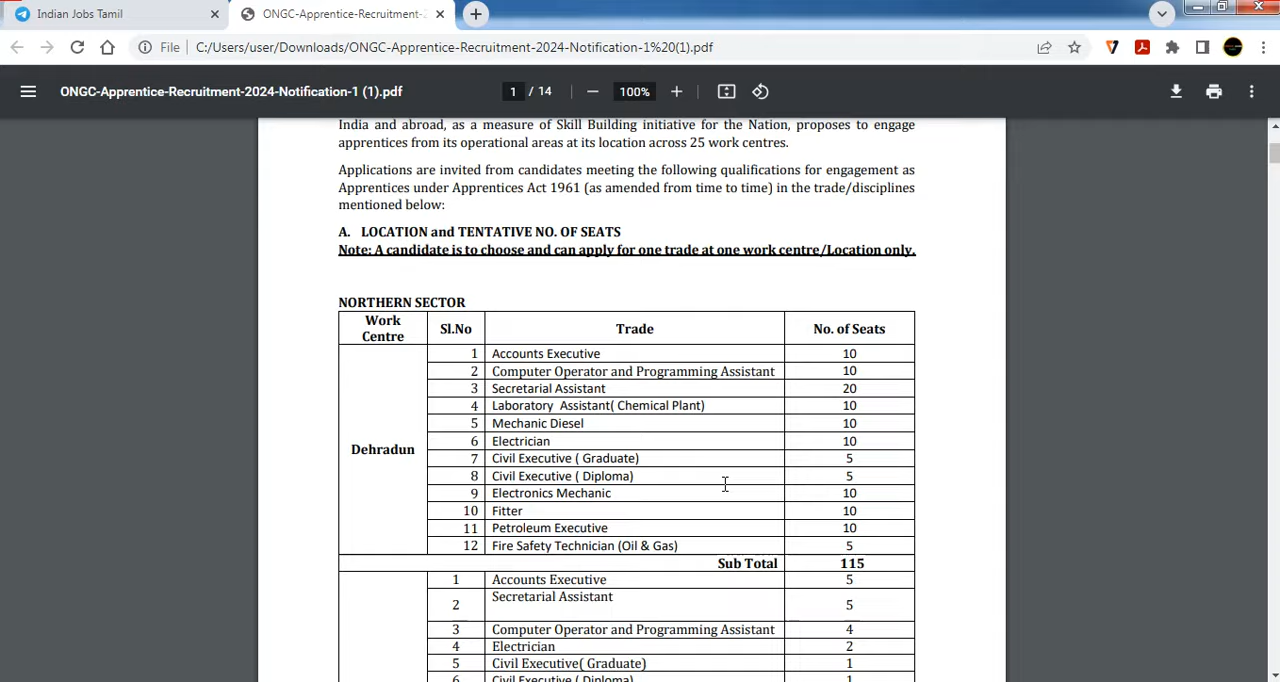 Indian Jobs Tamil
ONGC-Apprentice-Recruitment-2
File C:/Users/user/Downloads/ONGC-Apprentice-Recruitment-2024-Notification-1%20(1).pdf
ONGC-Apprentice-Recruitment-2024-Notification-1 (1).pdf 1 / 14 100%
India and abroad, as a measure of Skill Building initiative for the Nation, proposes to engage
apprentices from its operational areas at its location across 25 work centres.
Applications are invited from candidates meeting the following qualifications for engagement as
Apprentices under Apprentices Act 1961 (as amended from time to time) in the trade/disciplines
mentioned below:
A. LOCATION and TENTATIVE NO. OF SEATS
Note: A candidate is to choose and can apply for one trade at one work centre/Location only.
NORTHERN SECTOR
Work Centre Sl.No Trade No. of Seats
Dehradun
1 Accounts Executive 10
2 Computer Operator and Programming Assistant 10
3 Secretarial Assistant 20
4 Laboratory Assistant( Chemical Plant) 10
5 Mechanic Diesel 10
6 Electrician 10
7 Civil Executive ( Graduate) 5
8 Civil Executive ( Diploma) 5
9 Electronics Mechanic 10
10 Fitter 10
11 Petroleum Executive 10
12 Fire Safety Technician (Oil & Gas) 5
Sub Total 115
1 Accounts Executive 5
2 Secretarial Assistant 5
3 Computer Operator and Programming Assistant 4
4 Electrician 2
5 Civil Executive( Graduate) 1
6 Civil Executive ( Diploma) 1